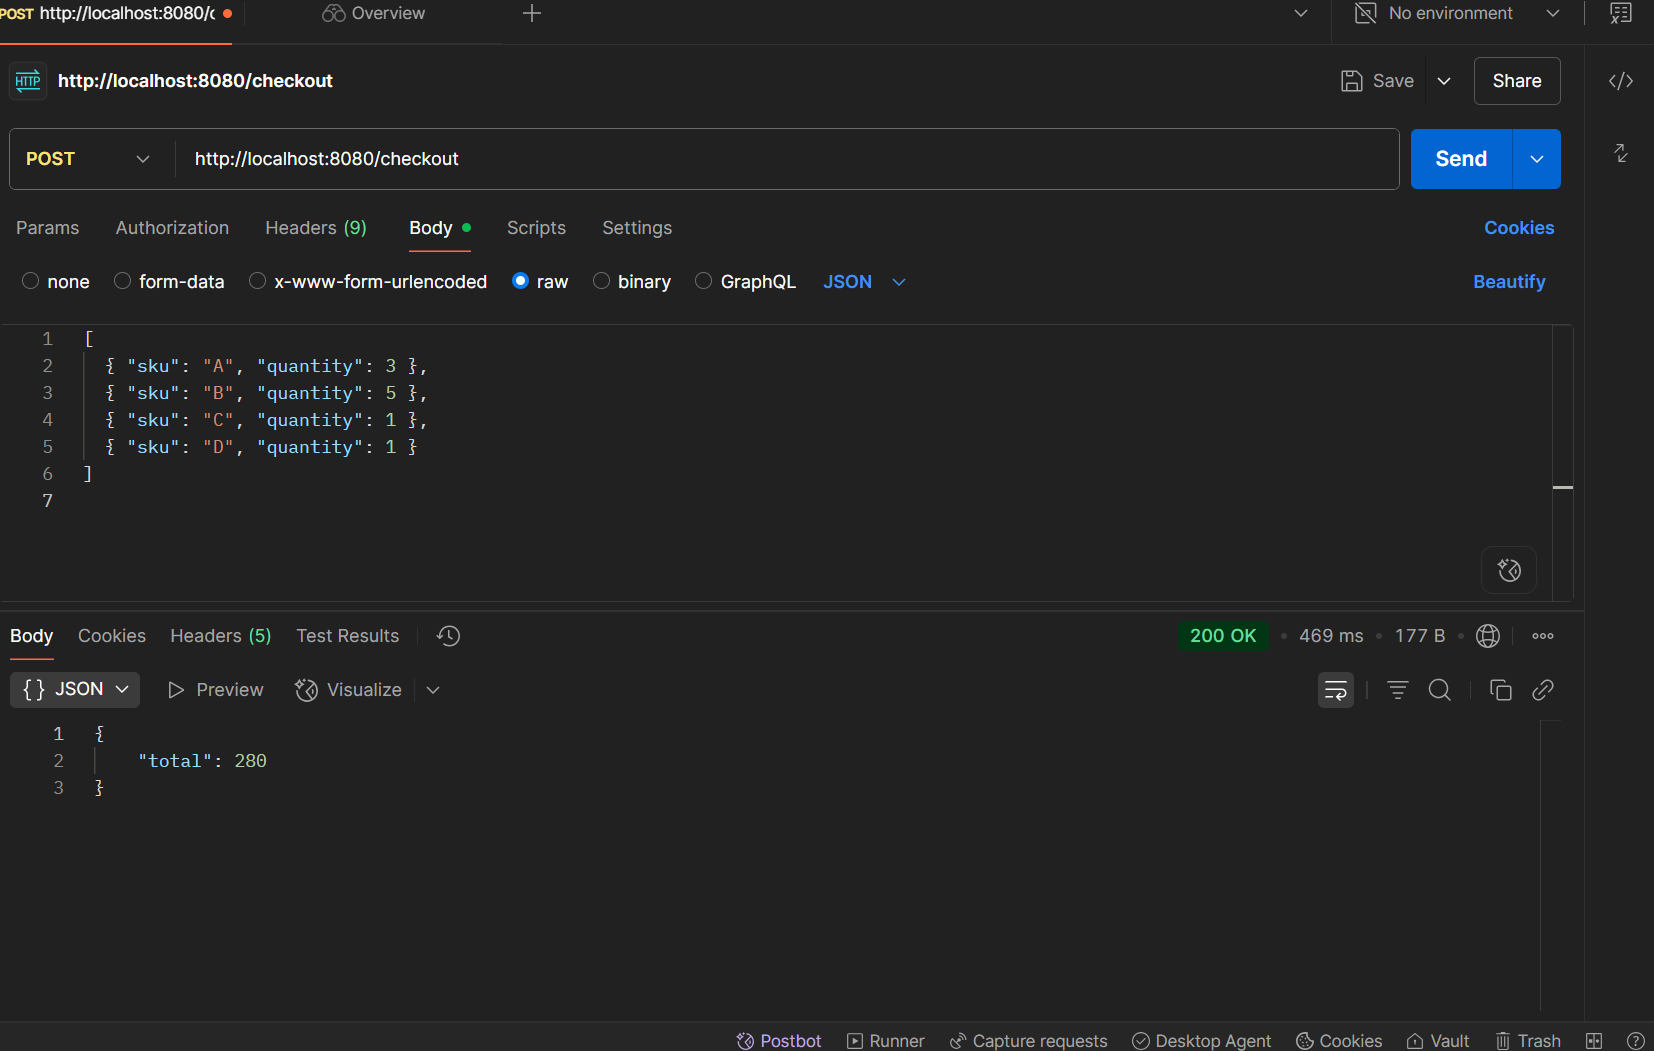 POST http://localhost:8080/c
Overview
No environment
HTTP http://localhost:8080/checkout
Save
Share
POST http://localhost:8080/checkout
Send
Params Authorization Headers (9) Body Scripts Settings Cookies
none form-data x-www-form-urlencoded raw binary GraphQL JSON Beautify
1 [
2 { "sku": "A", "quantity": 3 },
3 { "sku": "B", "quantity": 5 },
4 { "sku": "C", "quantity": 1 },
5 { "sku": "D", "quantity": 1 }
6 ]
7
Body Cookies Headers (5) Test Results 200 OK • 469 ms • 177 B
{} JSON Preview Visualize
1 {
2 "total": 280
3 }
Postbot Runner Capture requests Desktop Agent Cookies Vault Trash